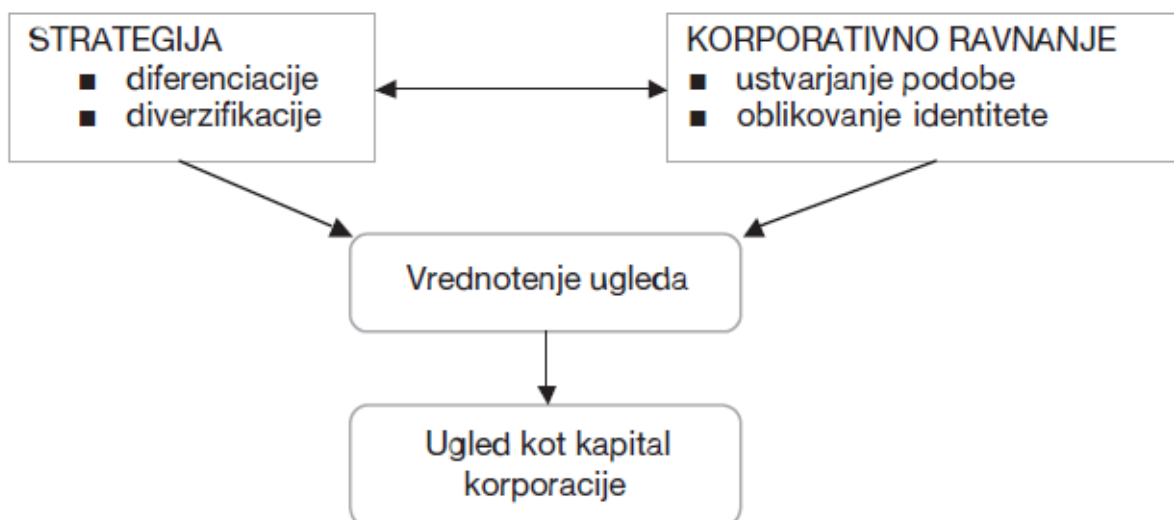 STRATEGIJA
■ diferenciacije
■ diverzifikacije
KORPORATIVNO RAVNANJE
■ ustvarjanje podobe
■ oblikovanje identitete
Vrednotenje ugleda
Ugled kot kapital
korporacije